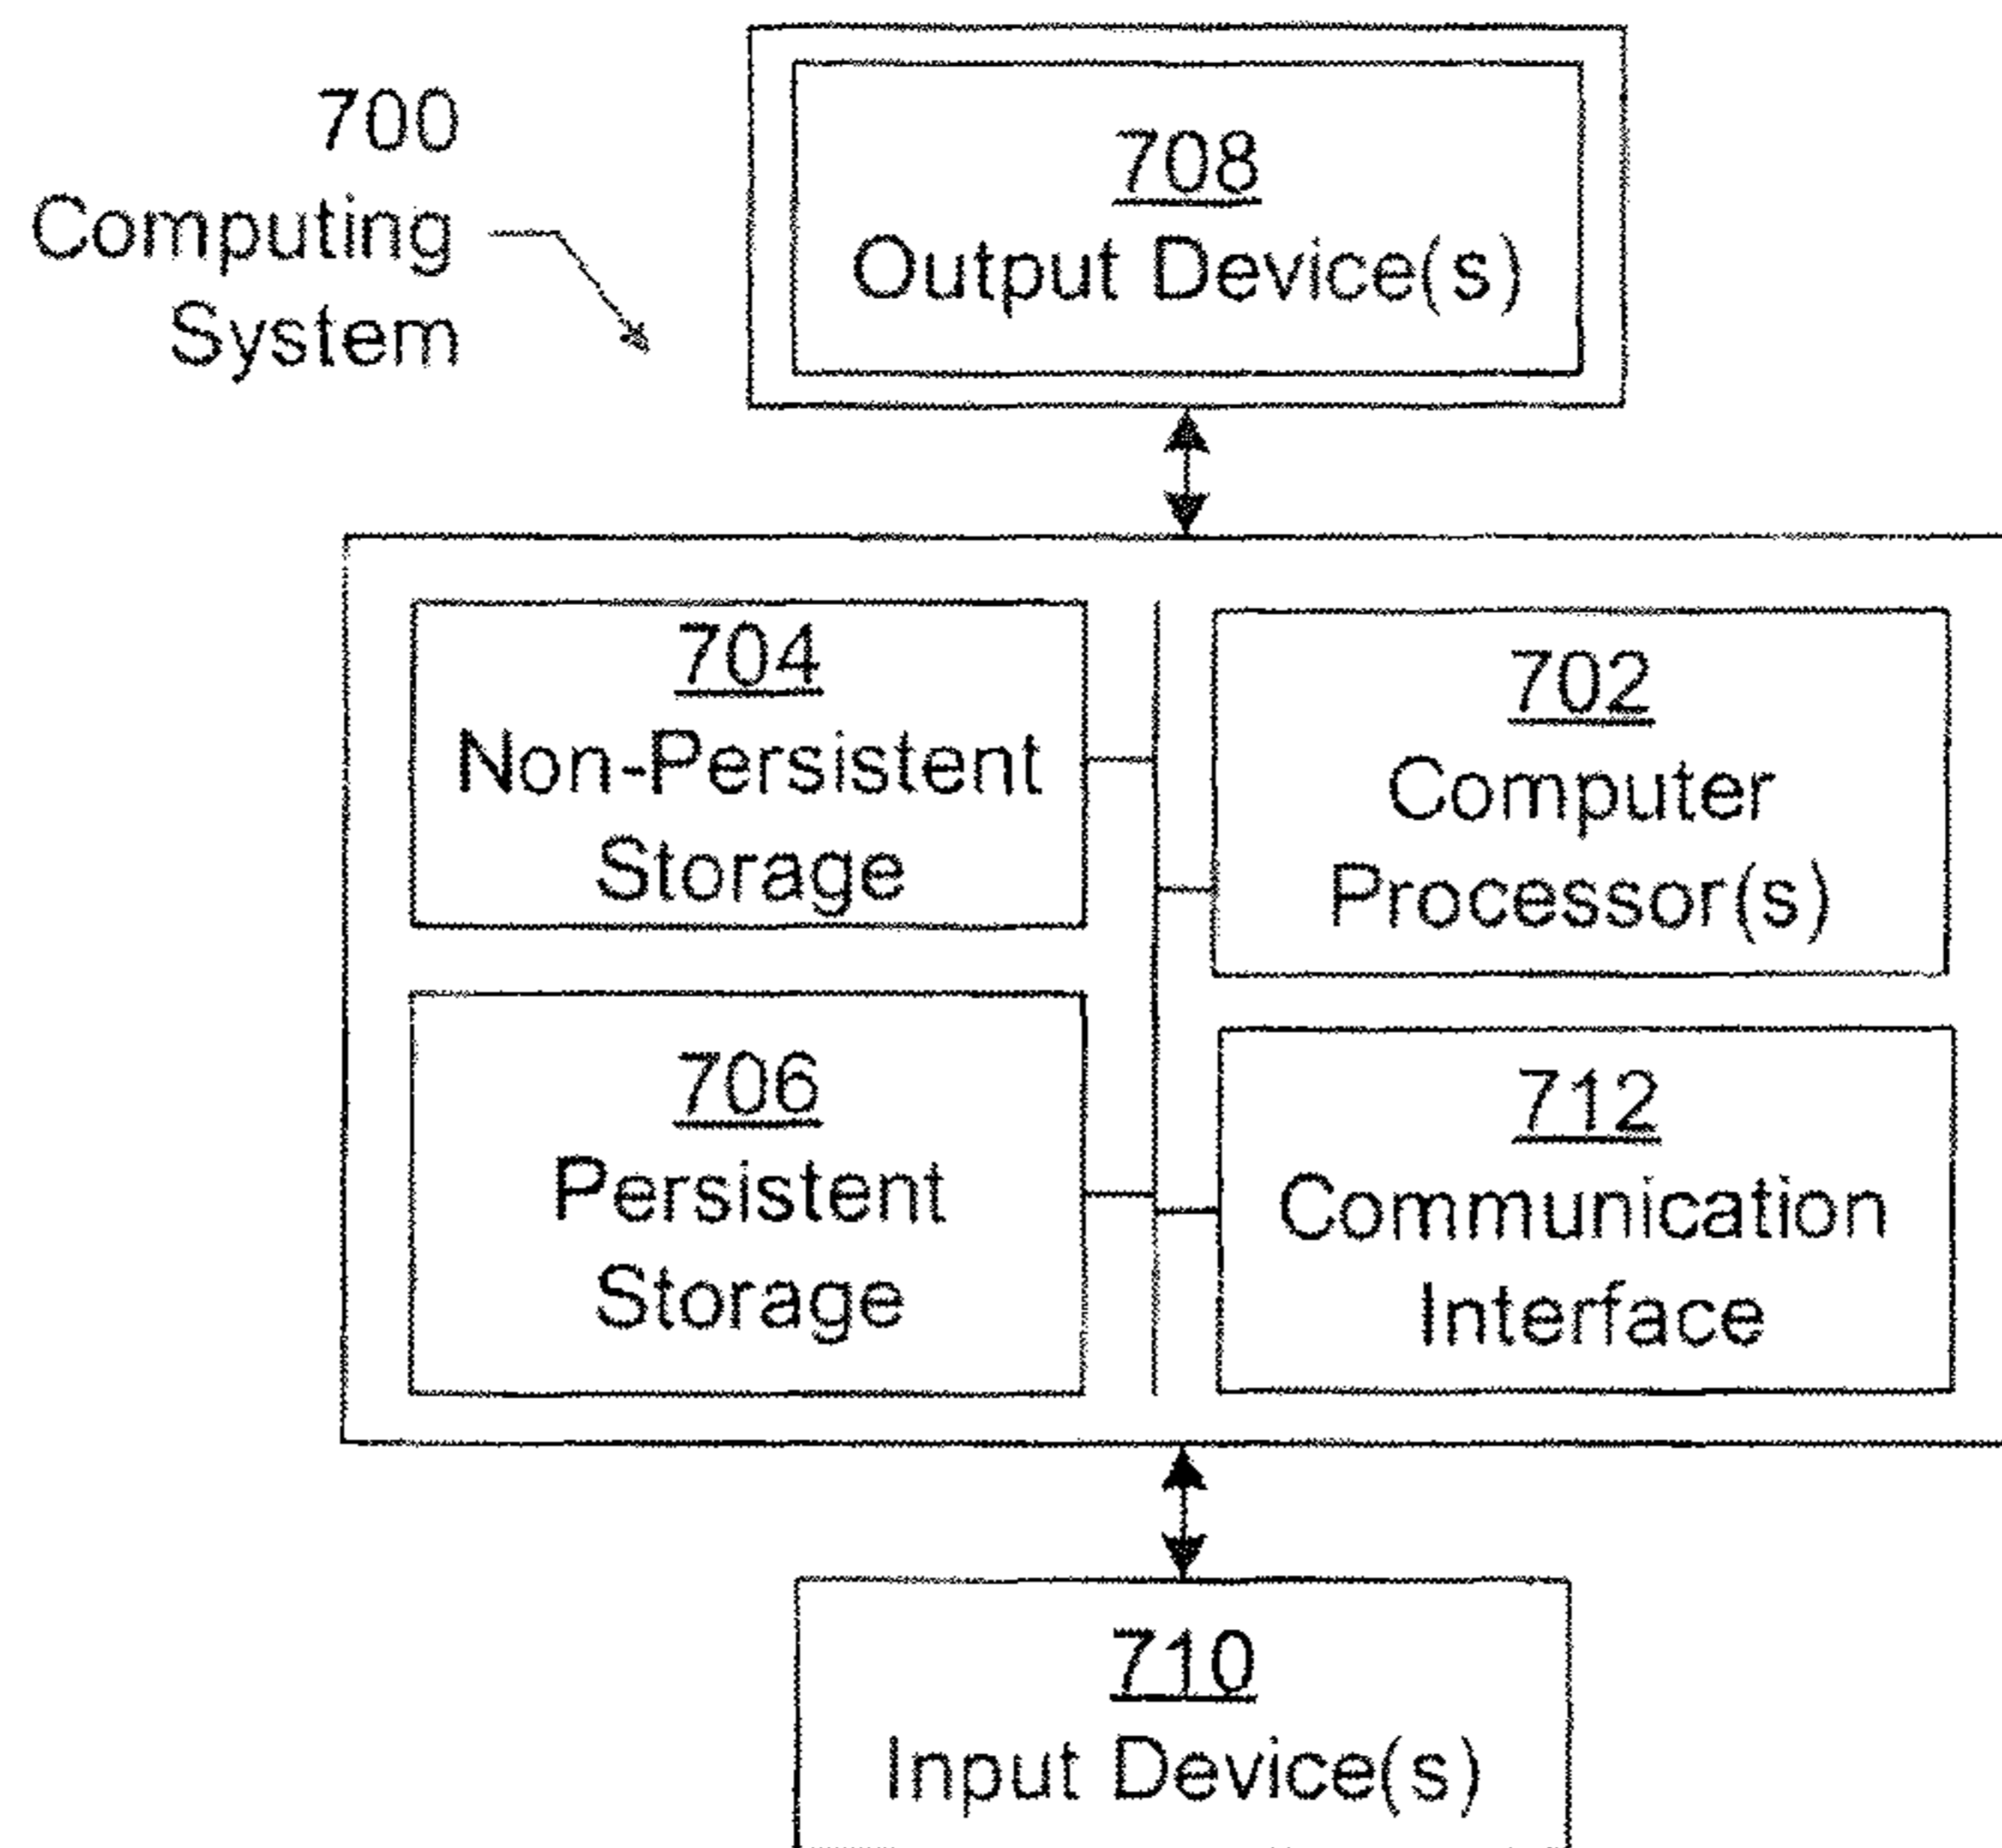 700
Computing
System
708
Output Device(s)
704
Non-Persistent
Storage
702
Computer
Processor(s)
706
Persistent
Storage
712
Communication
Interface
710
Input Device(s)